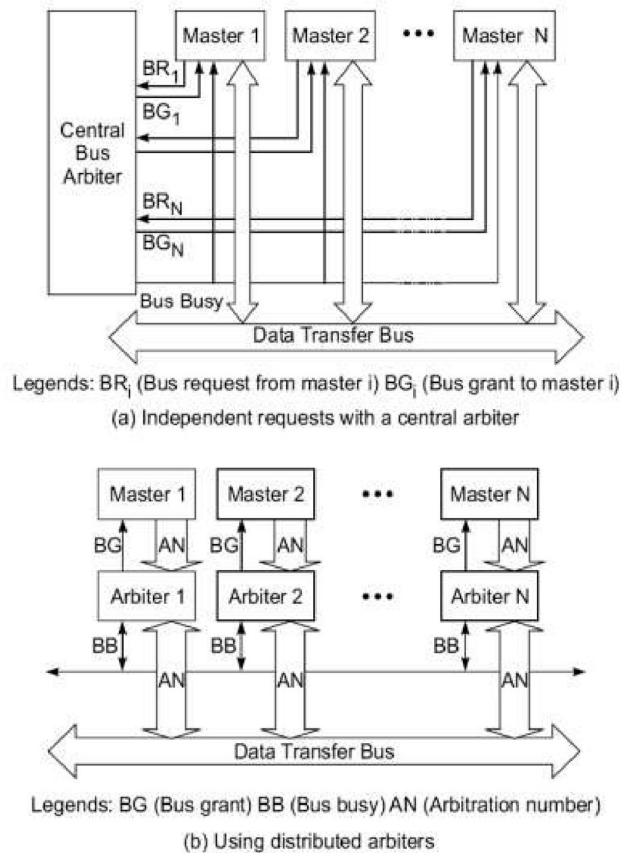 Master 1 Master 2 ••• Master N
BR1
BG1
Central
Bus
Arbiter
BRN
BGN
Bus Busy
Data Transfer Bus
Legends: BRi (Bus request from master i) BGi (Bus grant to master i)
(a) Independent requests with a central arbiter
Master 1 Master 2 ••• Master N
BG AN BG AN BG AN
Arbiter 1 Arbiter 2 ••• Arbiter N
BB BB BB
AN AN AN
Data Transfer Bus
Legends: BG (Bus grant) BB (Bus busy) AN (Arbitration number)
(b) Using distributed arbiters